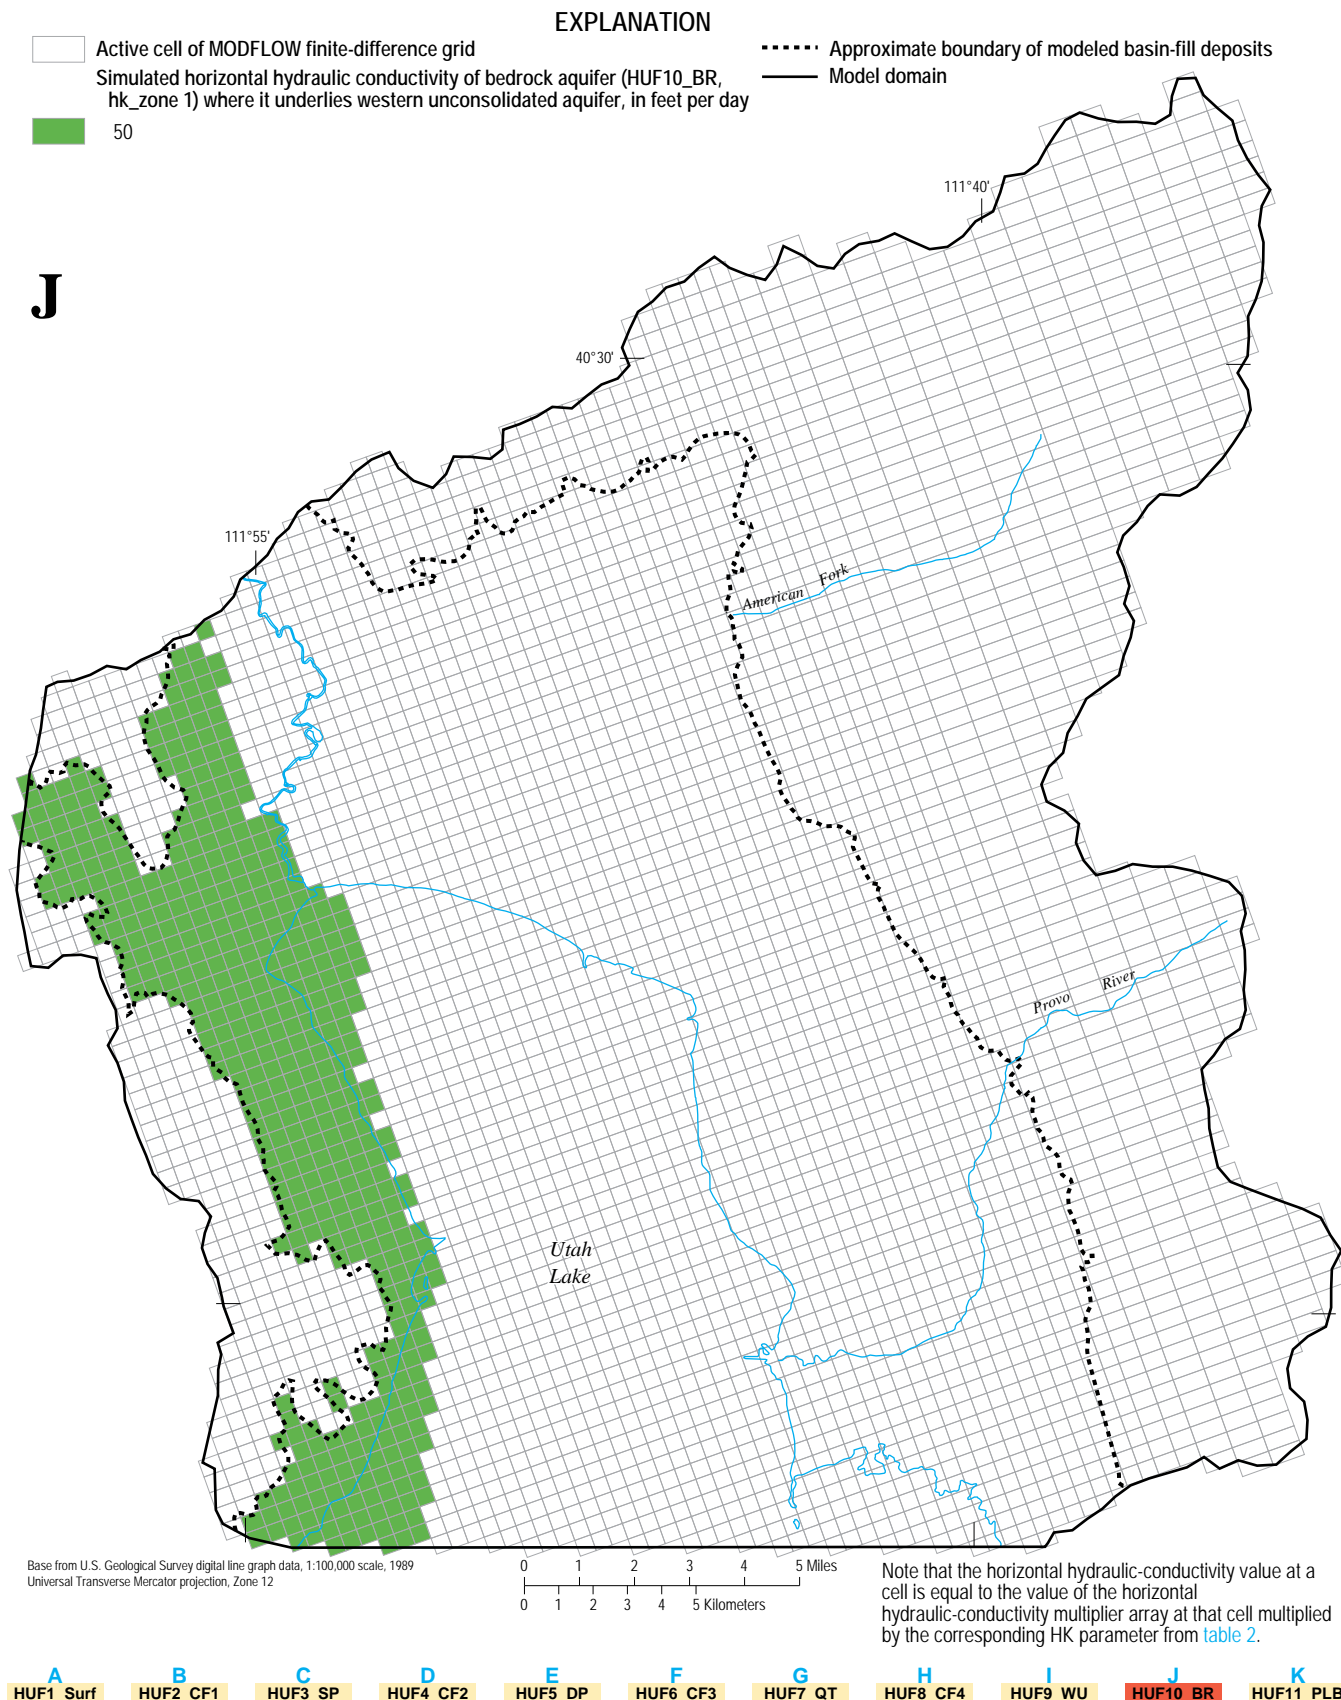 EXPLANATION
Active cell of MODFLOW finite-difference grid
Simulated horizontal hydraulic conductivity of bedrock aquifer (HUF10_BR,
hk_zone 1) where it underlies western unconsolidated aquifer, in feet per day
50
Approximate boundary of modeled basin-fill deposits
Model domain
J
111°40'
40°30'
111°55'
American Fork
Provo River
Utah
Lake
Base from U.S. Geological Survey digital line graph data, 1:100,000 scale, 1989
Universal Transverse Mercator projection, Zone 12
0 1 2 3 4 5 Miles
0 1 2 3 4 5 Kilometers
Note that the horizontal hydraulic-conductivity value at a
cell is equal to the value of the horizontal
hydraulic-conductivity multiplier array at that cell multiplied
by the corresponding HK parameter from table 2.
A B C D E F G H I J K
HUF1_Surf HUF2_CF1 HUF3_SP HUF4_CF2 HUF5_DP HUF6_CF3 HUF7_QT HUF8_CF4 HUF9_WU HUF10_BR HUF11_PLB